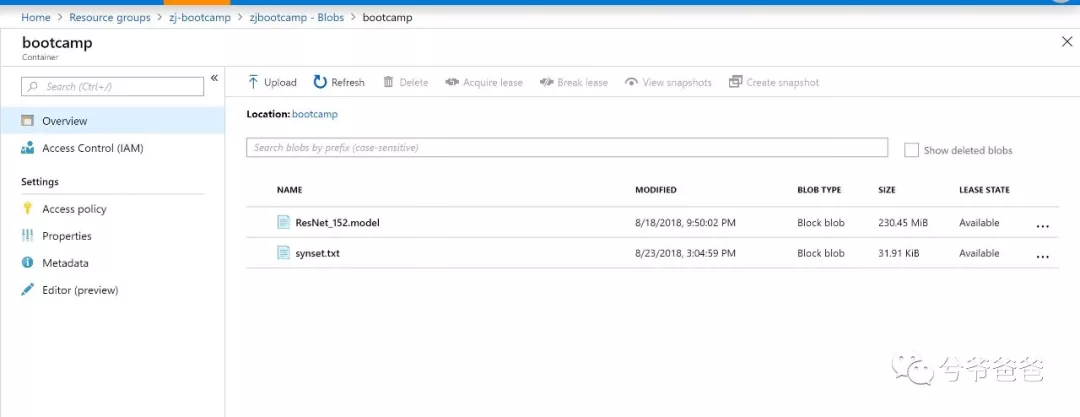 Home > Resource groups > zj-bootcamp > zjbootcamp - Blobs > bootcamp
bootcamp
Container
Search (Ctrl+/)
«
Overview
Access Control (IAM)
Settings
Access policy
Properties
Metadata
Editor (preview)
Upload Refresh Delete Acquire lease Break lease View snapshots Create snapshot
Location: bootcamp
Search blobs by prefix (case-sensitive)
Show deleted blobs
NAME MODIFIED BLOB TYPE SIZE LEASE STATE
ResNet_152.model 8/18/2018, 9:50:02 PM Block blob 230.45 MiB Available ...
synset.txt 8/23/2018, 3:04:59 PM Block blob 31.91 KiB Available ...
兮爷爸爸